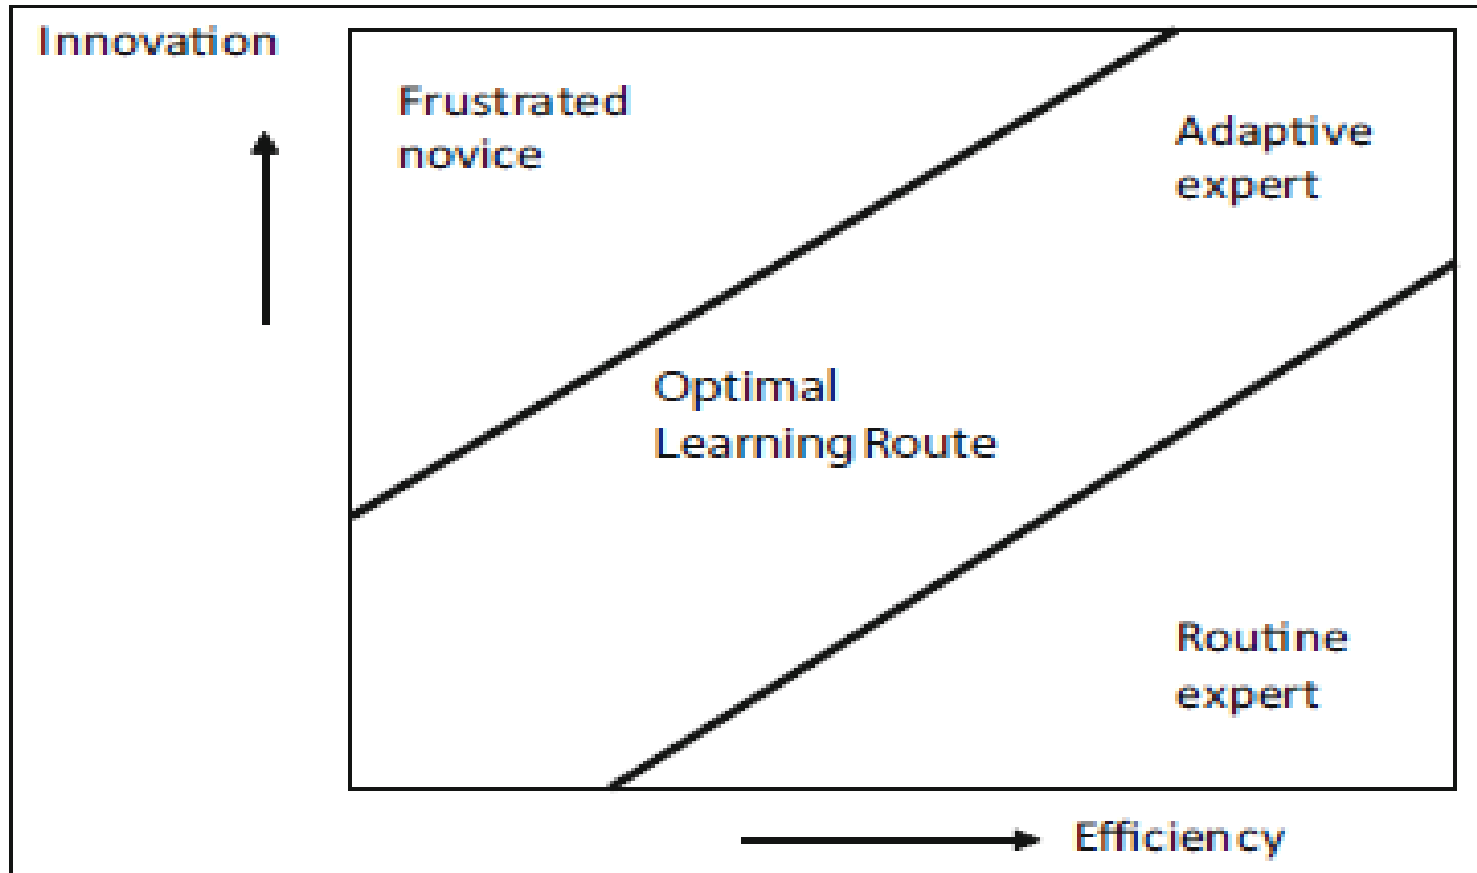 Innovation
Frustrated
novice
Adaptive
expert
Optimal
Learning Route
Routine
expert
Efficiency